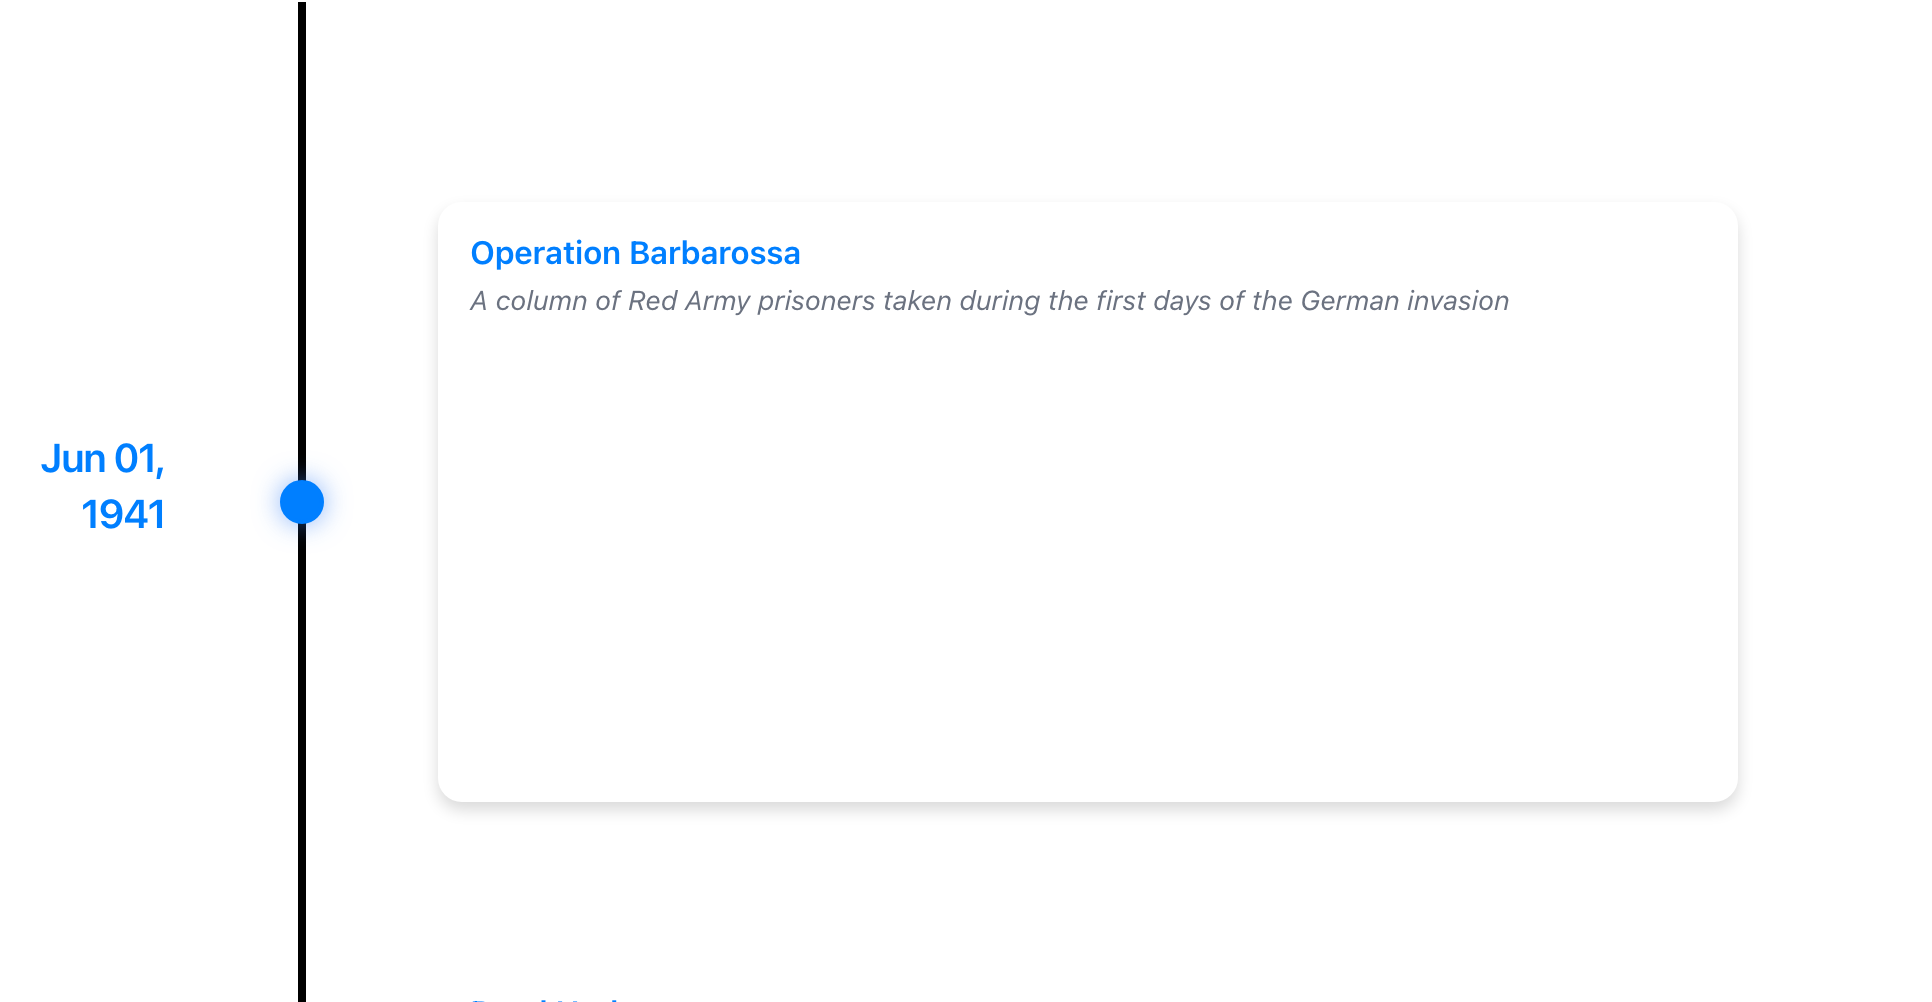 Operation Barbarossa
A column of Red Army prisoners taken during the first days of the German invasion
Jun 01,
1941